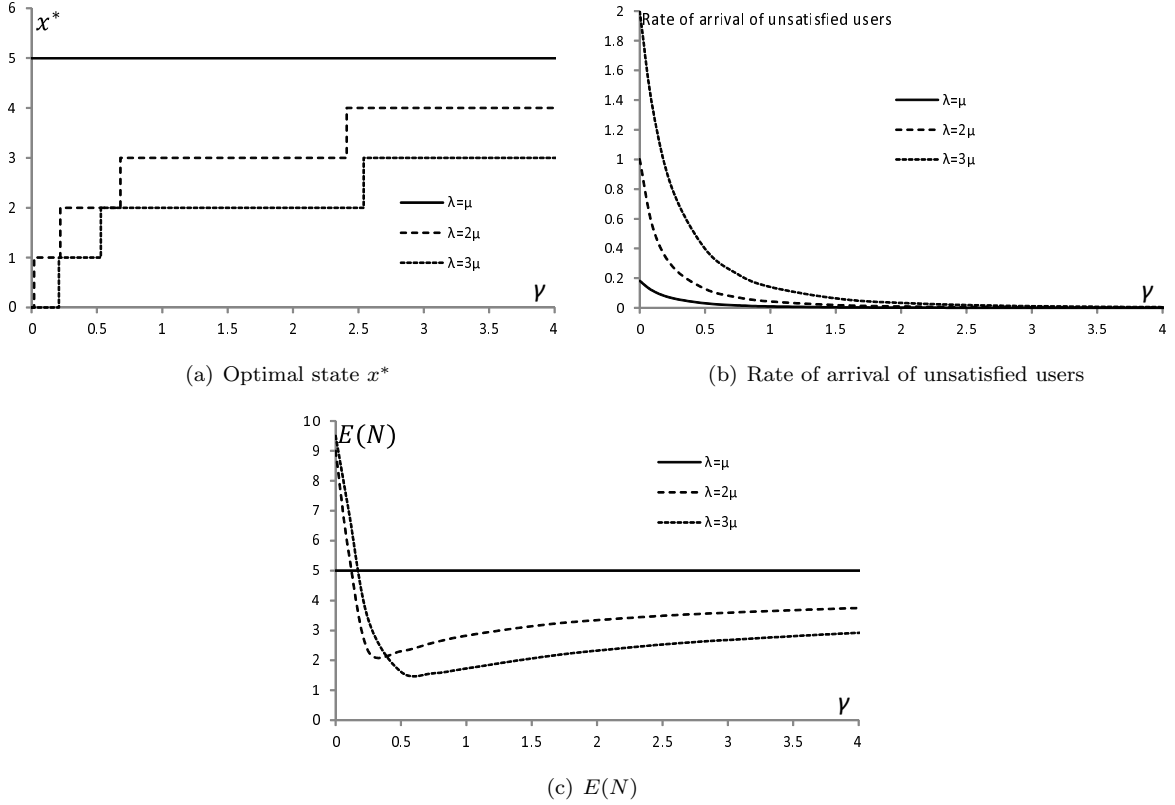 x*
6
5
4
3
2
1
0
λ=μ
λ=2μ
λ=3μ
γ
0 0.5 1 1.5 2 2.5 3 3.5 4
(a) Optimal state x*
Rate of arrival of unsatisfied users
2
1.8
1.6
1.4
1.2
1
0.8
0.6
0.4
0.2
0
λ=μ
λ=2μ
λ=3μ
γ
0 0.5 1 1.5 2 2.5 3 3.5 4
(b) Rate of arrival of unsatisfied users
E(N)
10
9
8
7
6
5
4
3
2
1
0
λ=μ
λ=2μ
λ=3μ
γ
0 0.5 1 1.5 2 2.5 3 3.5 4
(c) E(N)